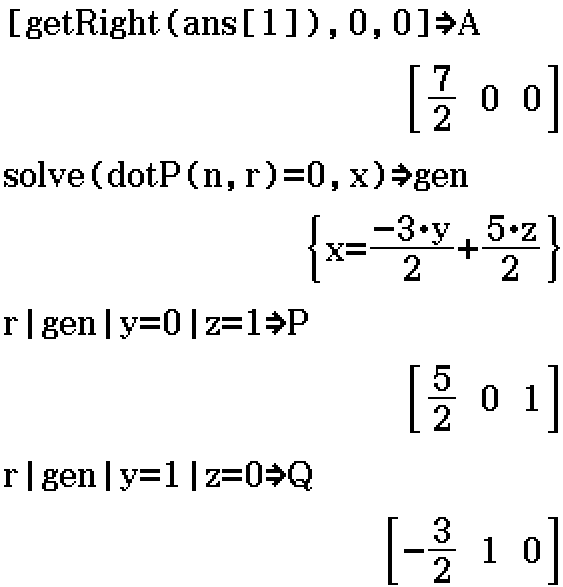 [getRight(ans[1]),0,0]⇒A
[7/2 0 0]
solve(dotP(n,r)=0,x)⇒gen
{x=-3·y/2+5·z/2}
r|gen|y=0|z=1⇒P
[5/2 0 1]
r|gen|y=1|z=0⇒Q
[-3/2 1 0]